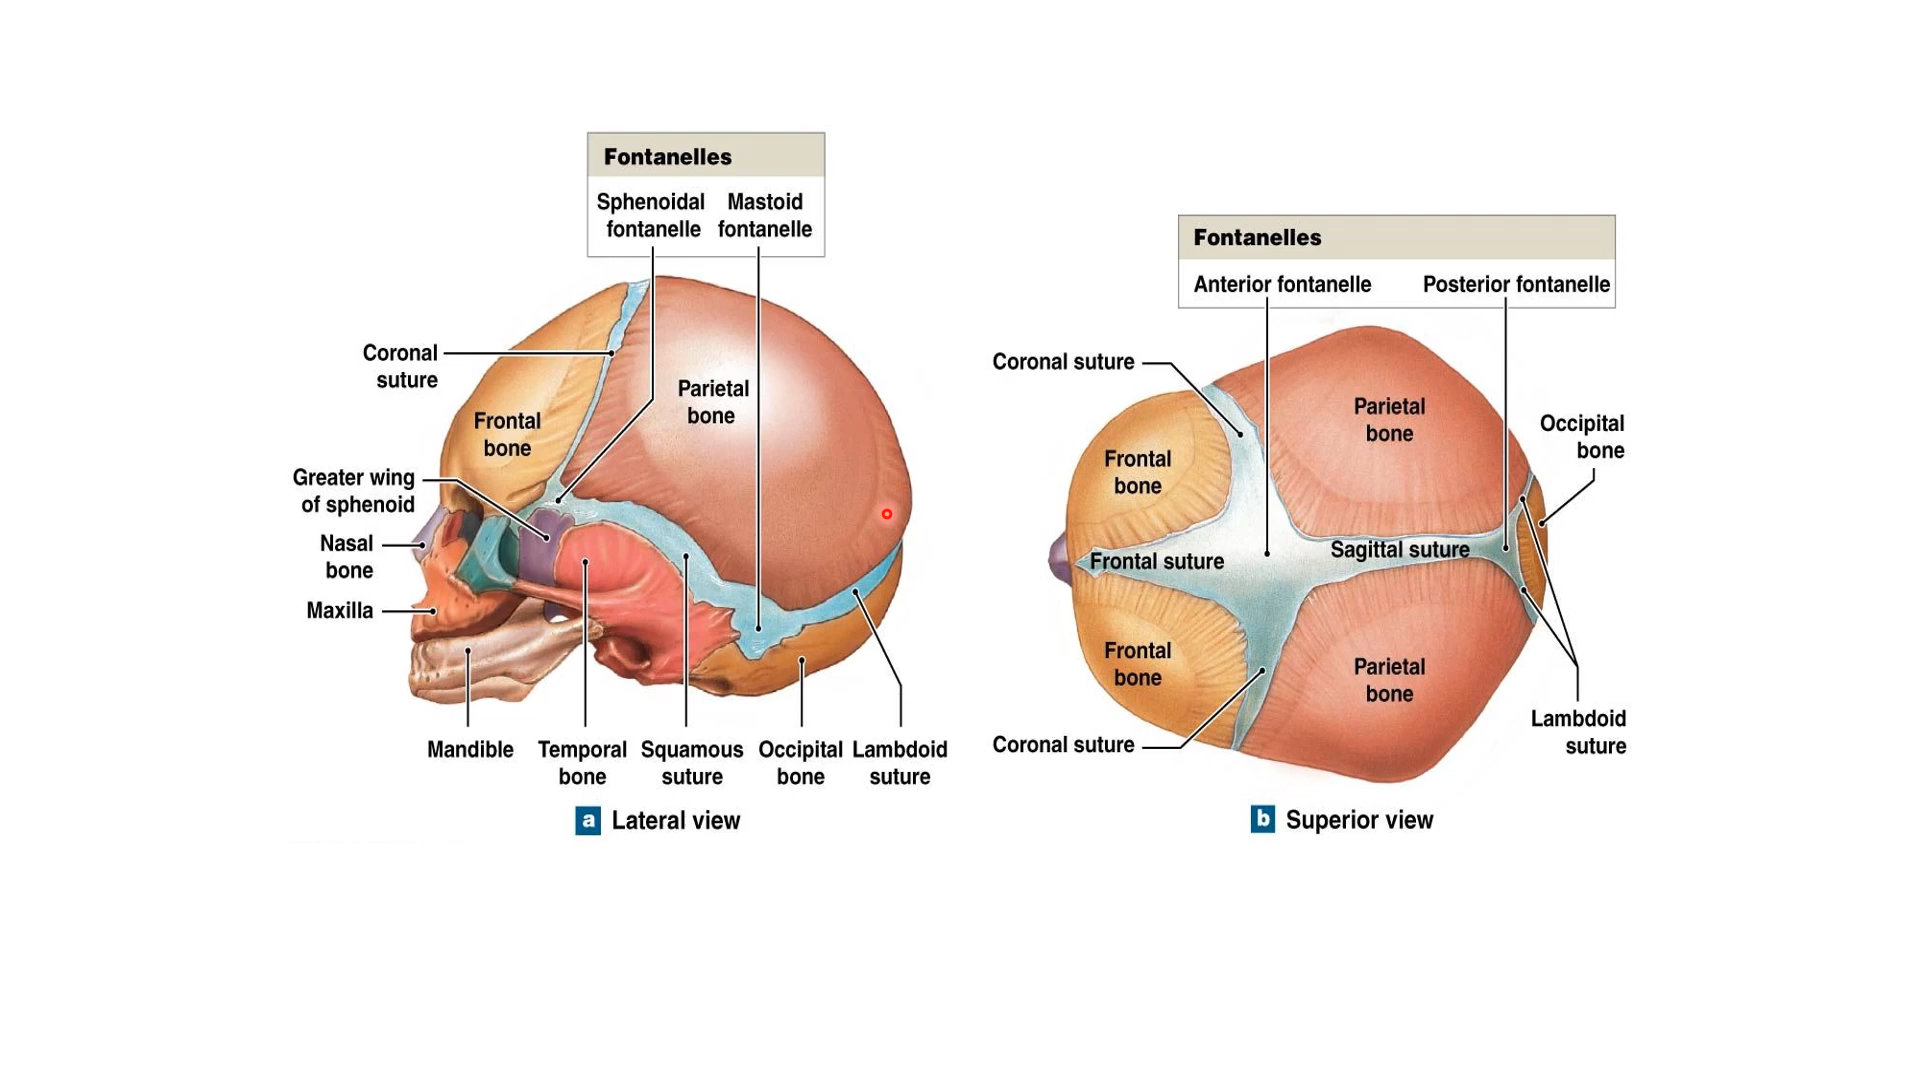 Fontanelles
Sphenoidal
fontanelle
Mastoid
fontanelle
Coronal
suture
Parietal
bone
Frontal
bone
Greater wing
of sphenoid
Nasal
bone
Maxilla
Mandible
Temporal
bone
Squamous
suture
Occipital
bone
Lambdoid
suture
a Lateral view
Fontanelles
Anterior fontanelle
Posterior fontanelle
Coronal suture
Parietal
bone
Occipital
bone
Frontal
bone
Frontal suture
Sagittal suture
Frontal
bone
Parietal
bone
Lambdoid
suture
Coronal suture
b Superior view